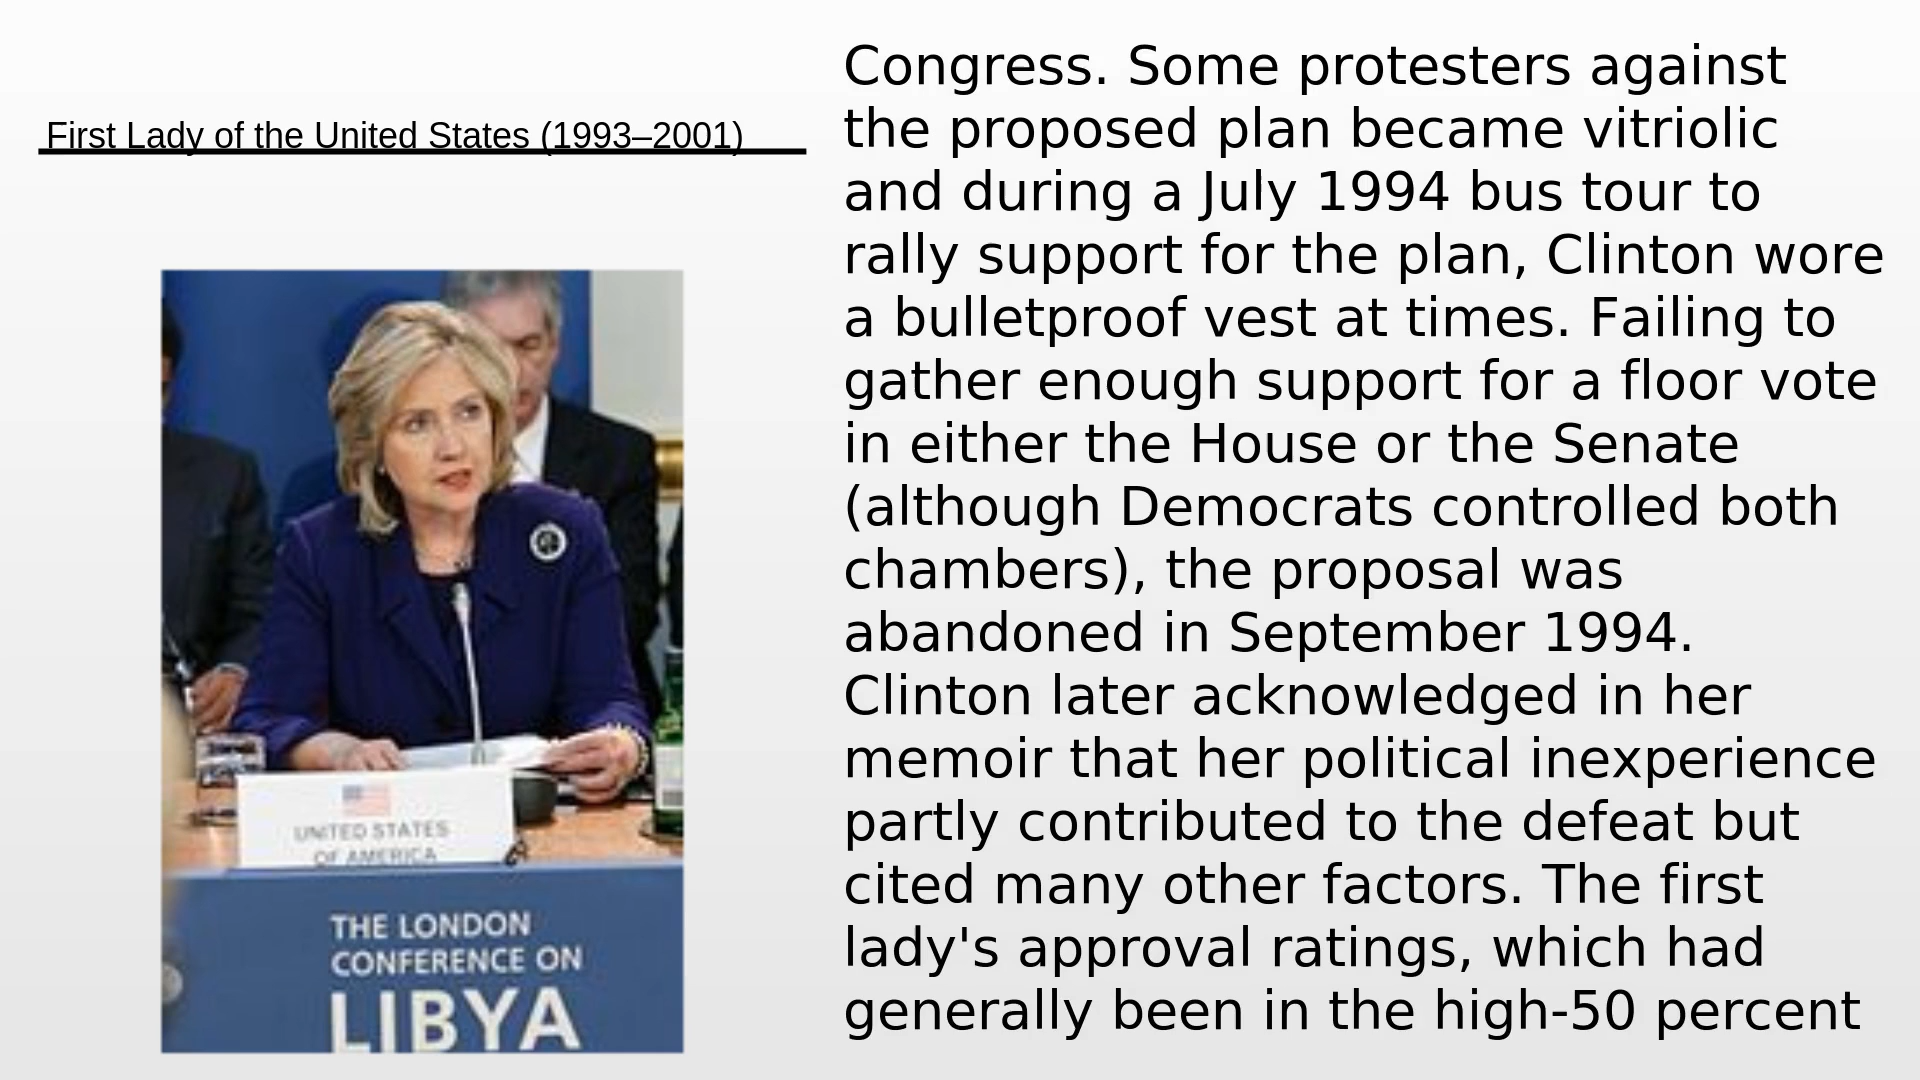 First Lady of the United States (1993–2001)
Congress. Some protesters against
the proposed plan became vitriolic
and during a July 1994 bus tour to
rally support for the plan, Clinton wore
a bulletproof vest at times. Failing to
gather enough support for a floor vote
in either the House or the Senate
(although Democrats controlled both
chambers), the proposal was
abandoned in September 1994.
Clinton later acknowledged in her
memoir that her political inexperience
partly contributed to the defeat but
cited many other factors. The first
lady's approval ratings, which had
generally been in the high-50 percent
UNITED STATES
OF AMERICA
THE LONDON
CONFERENCE ON
LIBYA